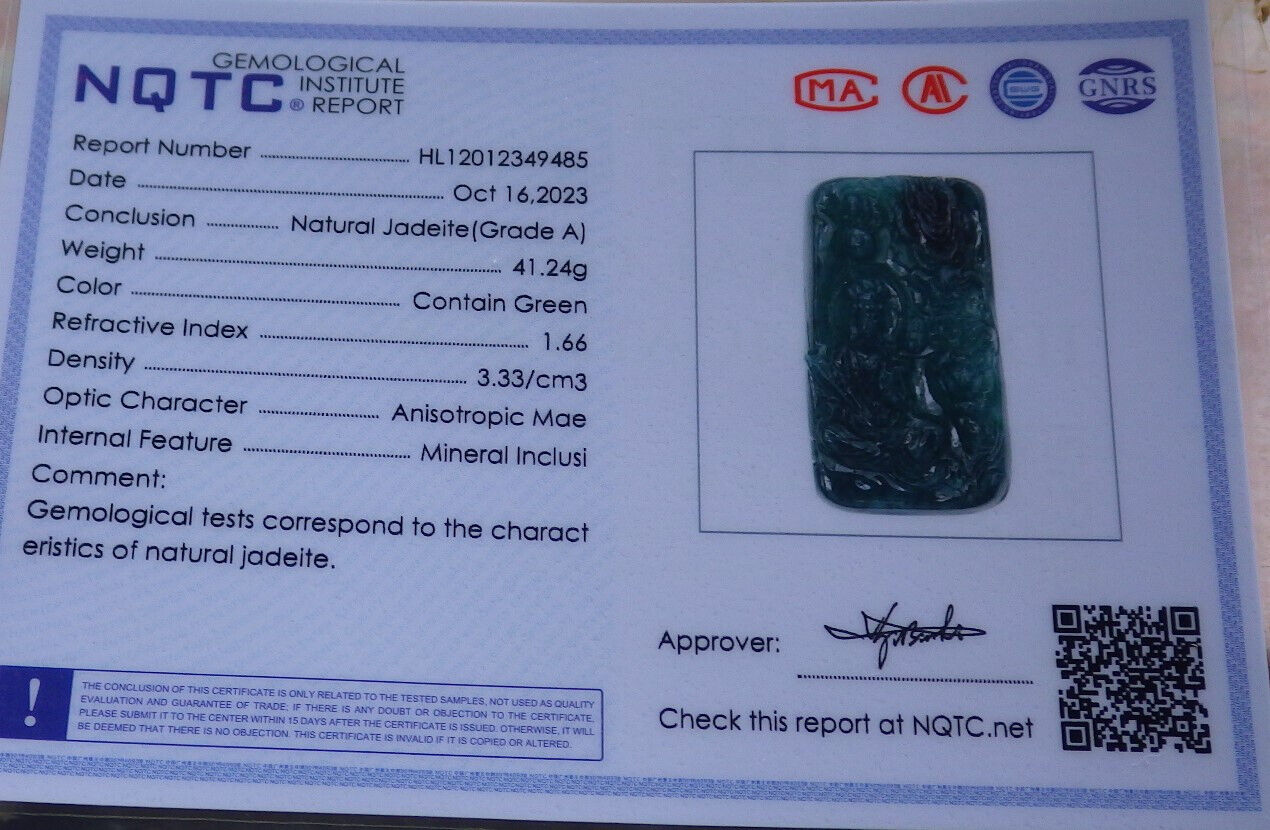 NQTC ® GEMOLOGICAL
INSTITUTE
REPORT
MA
AL
GNRS
Report Number HL12012349485
Date Oct 16,2023
Conclusion Natural Jadeite(Grade A)
Weight 41.24g
Color Contain Green
Refractive Index 1.66
Density 3.33/cm3
Optic Character Anisotropic Mae
Internal Feature Mineral Inclusi
Comment:
Gemological tests correspond to the charact
eristics of natural jadeite.
!
THE CONCLUSION OF THIS CERTIFICATE IS ONLY RELATED TO THE TESTED SAMPLES, NOT USED AS QUALITY
EVALUATION AND GUARANTEE OF TRADE; IF THERE IS ANY DOUBT OR OBJECTION TO THE CERTIFICATE,
PLEASE SUBMIT IT TO THE CENTER WITHIN 15 DAYS AFTER THE CERTIFICATE IS ISSUED. OTHERWISE, IT WILL
BE DEEMED THAT THERE IS NO OBJECTION. THIS CERTIFICATE IS INVALID IF IT IS COPIED OR ALTERED.
Approver:
Check this report at NQTC.net